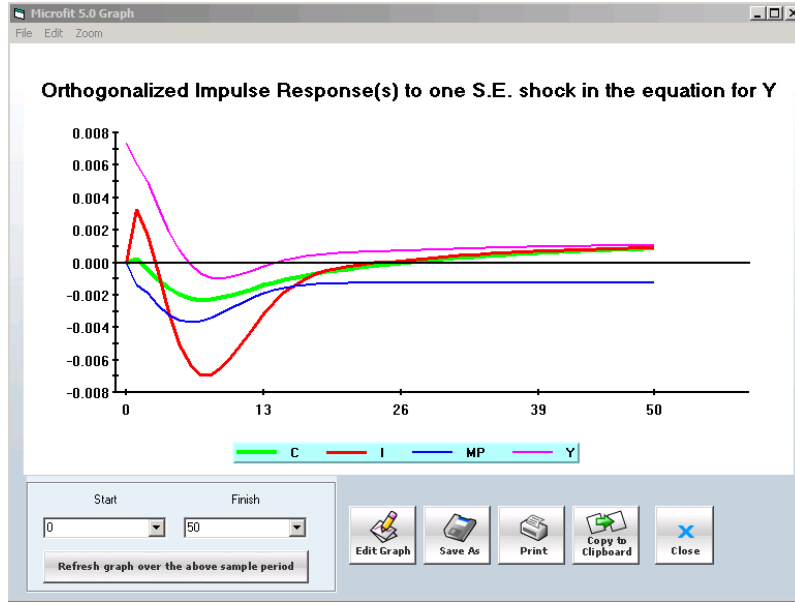 Microfit 5.0 Graph
File Edit Zoom
Orthogonalized Impulse Response(s) to one S.E. shock in the equation for Y
0.008
0.006
0.004
0.002
0.000
-0.002
-0.004
-0.006
-0.008
0 13 26 39 50
C I MP Y
Start Finish
0 50
Refresh graph over the above sample period
Edit Graph
Save As
Print
Copy to
Clipboard
Close